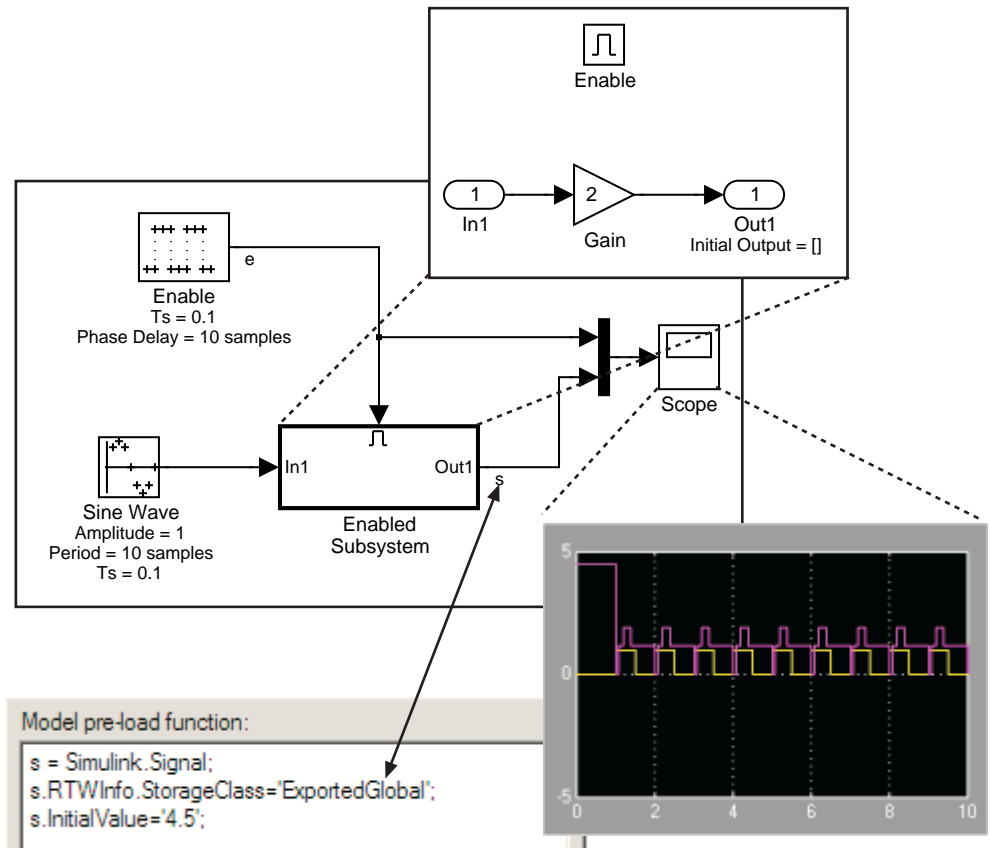 Enable
1
2
1
In1
Gain
Out1
Initial Output = []
e
Enable
Ts = 0.1
Phase Delay = 10 samples
Scope
In1
Out1
s
Sine Wave
Amplitude = 1
Period = 10 samples
Ts = 0.1
Enabled
Subsystem
5
0
-5
0
2
4
6
8
10
Model pre-load function:
s = Simulink.Signal;
s.RTWInfo.StorageClass='ExportedGlobal';
s.InitialValue='4.5';